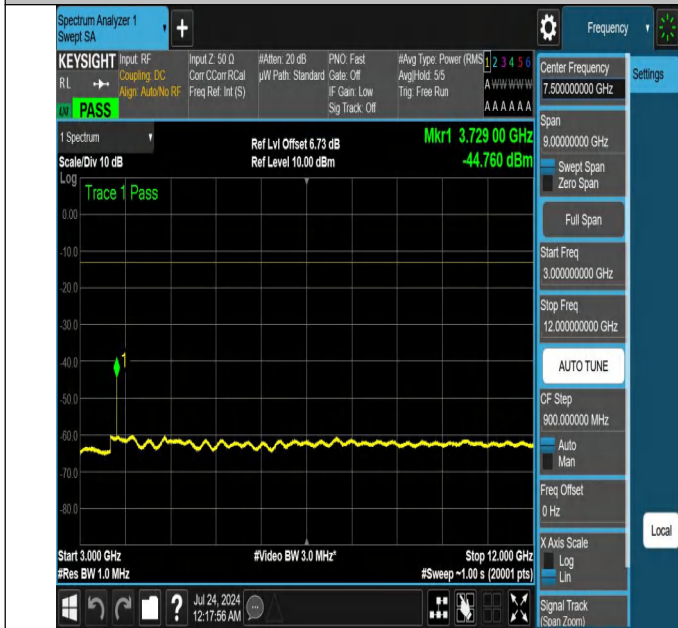 Spectrum Analyzer 1
Swept SA
+
Frequency
KEYSIGHT
RL
PASS
Input: RF
Coupling: DC
Align: Auto/No RF
Input Z: 50 Ω
Corr CCorr RCal
Freq Ref: Int (S)
#Atten: 20 dB
µW Path: Standard
PNO: Fast
Gate: Off
IF Gain: Low
Sig Track: Off
#Avg Type: Power (RMS
Avg|Hold: 5/5
Trig: Free Run
1 2 3 4 5 6
A W W W W W
A A A A A A
1 Spectrum
Scale/Div 10 dB
Ref Lvl Offset 6.73 dB
Ref Level 10.00 dBm
Mkr1 3.729 00 GHz
-44.760 dBm
Log
Trace 1 Pass
0.00
-10.0
-20.0
-30.0
-40.0
-50.0
-60.0
-70.0
-80.0
1
Start 3.000 GHz
#Res BW 1.0 MHz
#Video BW 3.0 MHz*
Stop 12.000 GHz
#Sweep ~1.00 s (20001 pts)
Jul 24, 2024
12:17:56 AM
?
Center Frequency
7.500000000 GHz
Settings
Span
9.00000000 GHz
Swept Span
Zero Span
Full Span
Start Freq
3.000000000 GHz
Stop Freq
12.000000000 GHz
AUTO TUNE
CF Step
900.000000 MHz
Auto
Man
Freq Offset
0 Hz
X Axis Scale
Log
Lin
Local
Signal Track
(Span Zoom)